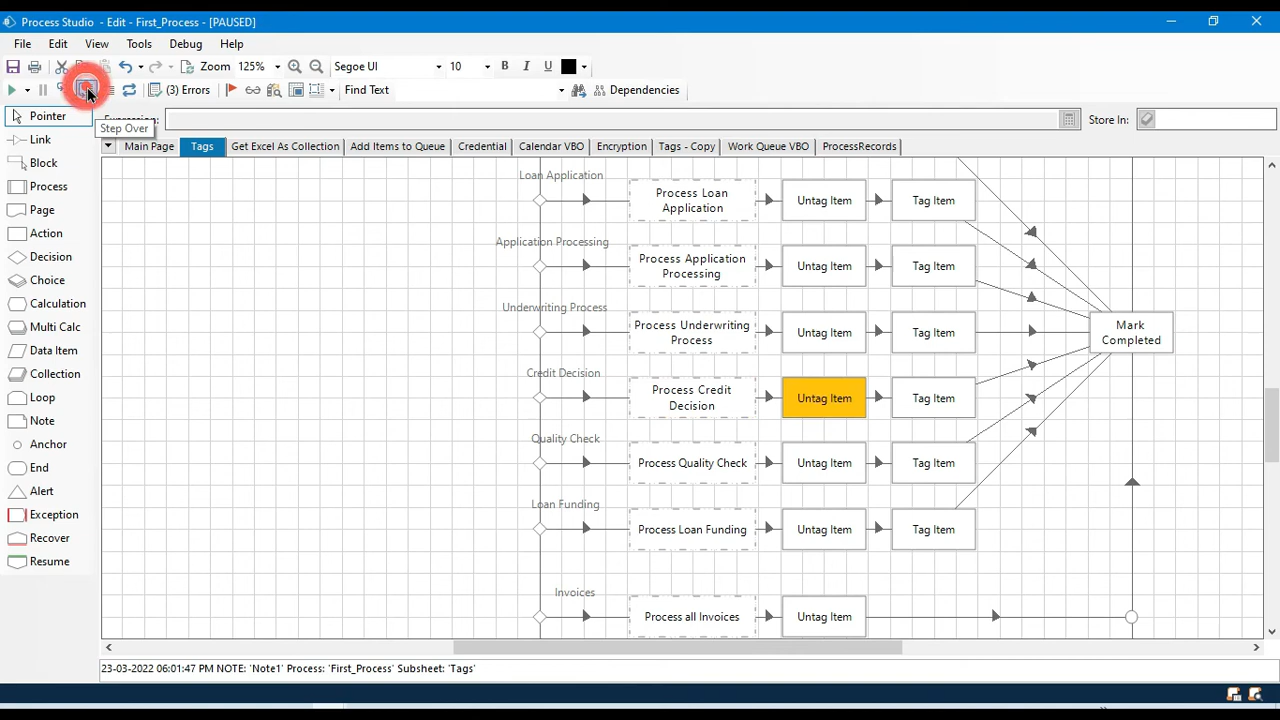 Process Studio - Edit - First_Process - [PAUSED]
File Edit View Tools Debug Help
Zoom 125% Segoe UI 10 B I U
(3) Errors Find Text Dependencies
Pointer
Step Over
Store In:
Link
Main Page Tags Get Excel As Collection Add Items to Queue Credential Calendar VBO Encryption Tags - Copy Work Queue VBO ProcessRecords
Block
Process
Page
Action
Decision
Choice
Calculation
Multi Calc
Data Item
Collection
Loop
Note
Anchor
End
Alert
Exception
Recover
Resume
Loan Application
Process Loan Application
Untag Item
Tag Item
Application Processing
Process Application Processing
Untag Item
Tag Item
Underwriting Process
Process Underwriting Process
Untag Item
Tag Item
Mark Completed
Credit Decision
Process Credit Decision
Untag Item
Tag Item
Quality Check
Process Quality Check
Untag Item
Tag Item
Loan Funding
Process Loan Funding
Untag Item
Tag Item
Invoices
Process all Invoices
Untag Item
23-03-2022 06:01:47 PM NOTE: 'Note1' Process: 'First_Process' Subsheet: 'Tags'